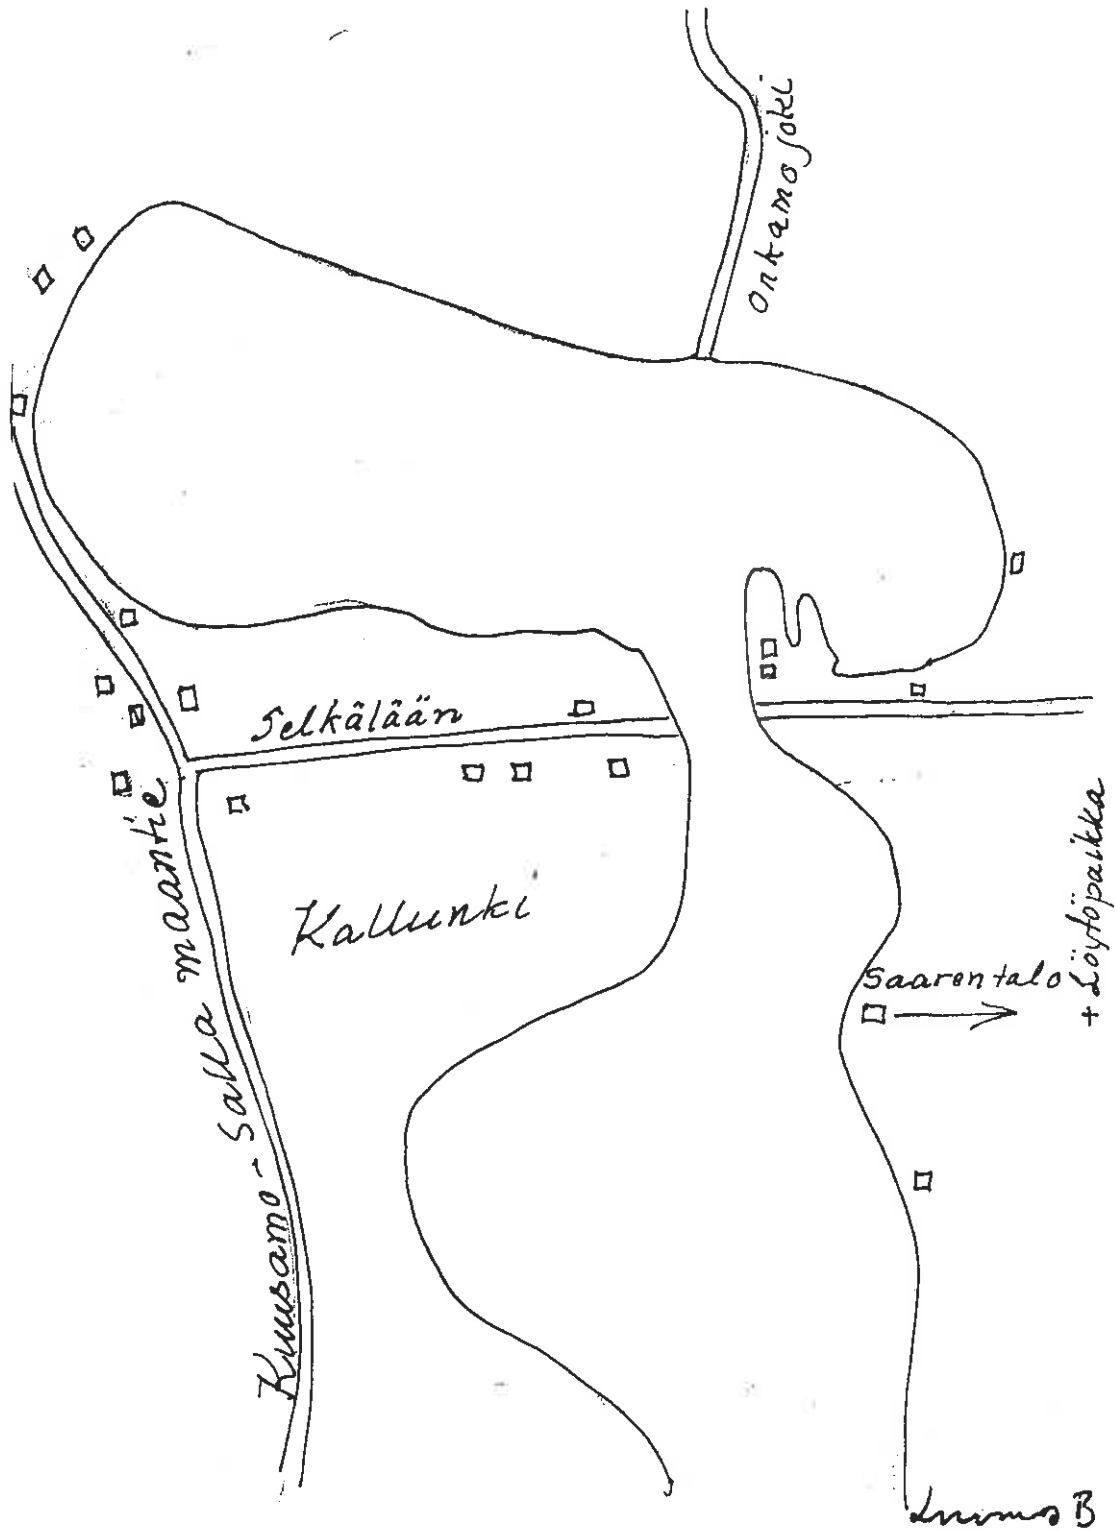 Onkamojoki
Selkälään
Kallunki
Kuusamo - Salla maantie
Saarentalo
+ Löytöpaikka
B